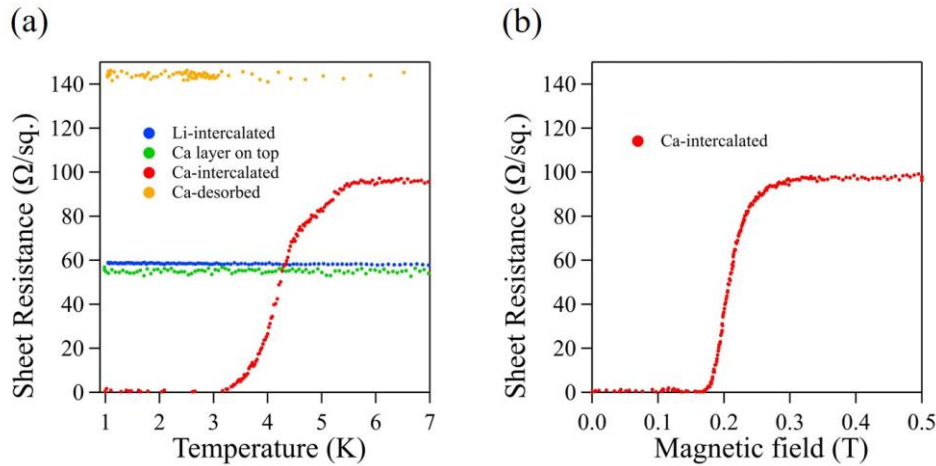 (a)
Sheet Resistance (Ω/sq.)
140
120
100
80
60
40
20
0
Li-intercalated
Ca layer on top
Ca-intercalated
Ca-desorbed
1 2 3 4 5 6 7
Temperature (K)
(b)
Sheet Resistance (Ω/sq.)
140
120
100
80
60
40
20
0
Ca-intercalated
0.0 0.1 0.2 0.3 0.4 0.5
Magnetic field (T)